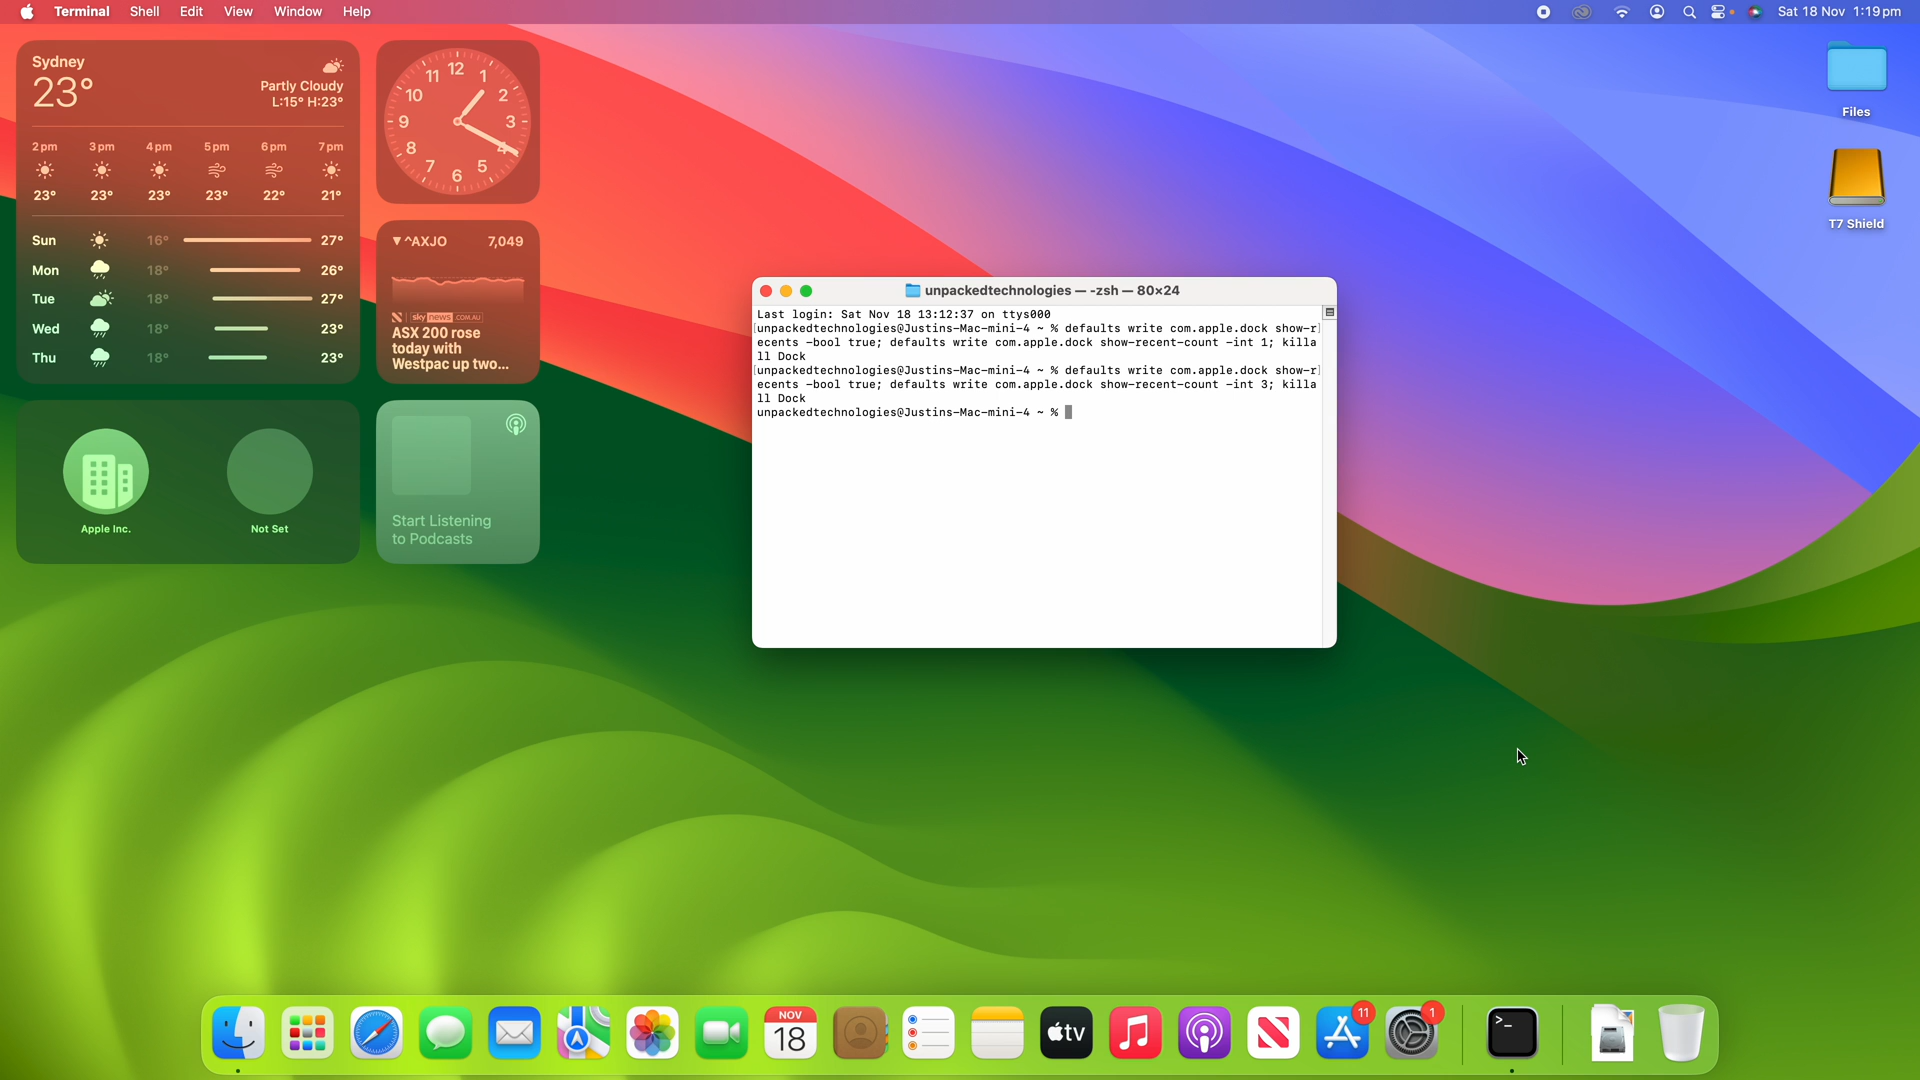 Terminal Shell Edit View Window Help
Sat 18 Nov 1:19 pm
Sydney
23°
Partly Cloudy
L:15° H:23°
2 pm 3 pm 4 pm 5 pm 6 pm 7 pm
23° 23° 23° 23° 22° 21°
Sun 16° 27°
Mon 18° 26°
Tue 18° 27°
Wed 18° 23°
Thu 18° 23°
12 1 2 3 4 5 6 7 8 9 10 11
▼ ^AXJO 7,049
sky news .COM.AU
ASX 200 rose
today with
Westpac up two...
Apple Inc.
Not Set
Start Listening
to Podcasts
Files
T7 Shield
unpackedtechnologies — -zsh — 80×24
Last login: Sat Nov 18 13:12:37 on ttys000
[unpackedtechnologies@Justins-Mac-mini-4 ~ % defaults write com.apple.dock show-r]
ecents -bool true; defaults write com.apple.dock show-recent-count -int 1; killa
ll Dock
[unpackedtechnologies@Justins-Mac-mini-4 ~ % defaults write com.apple.dock show-r]
ecents -bool true; defaults write com.apple.dock show-recent-count -int 3; killa
ll Dock
unpackedtechnologies@Justins-Mac-mini-4 ~ %
NOV
18
tv
11
1
>_